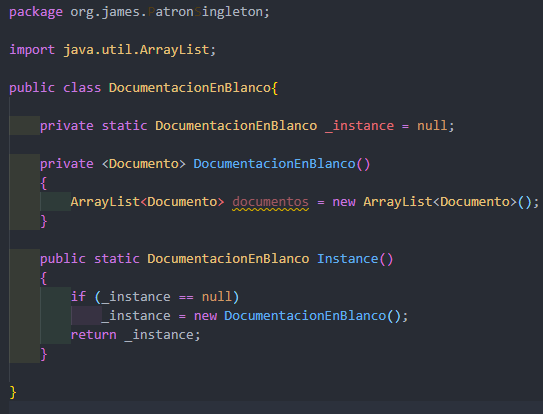 package org.james.PatronSingleton;
import java.util.ArrayList;
public class DocumentacionEnBlanco{
private static DocumentacionEnBlanco _instance = null;
private <Documento> DocumentacionEnBlanco()
{
ArrayList<Documento> documentos = new ArrayList<Documento>();
}
public static DocumentacionEnBlanco Instance()
{
if (_instance == null)
_instance = new DocumentacionEnBlanco();
return _instance;
}
}